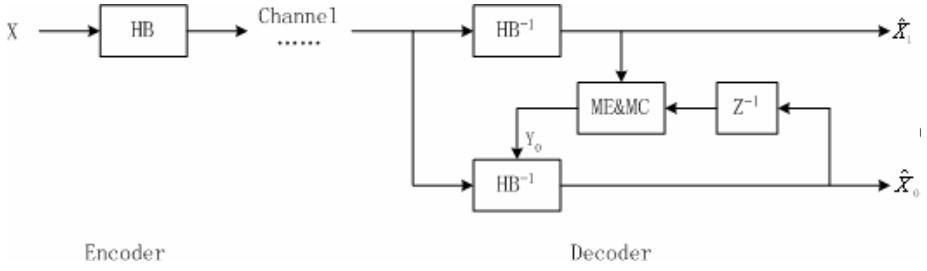 X
HB
Channel
......
HB⁻¹
X̂₁
ME&MC
Z⁻¹
Y₀
HB⁻¹
X̂₀
Encoder
Decoder